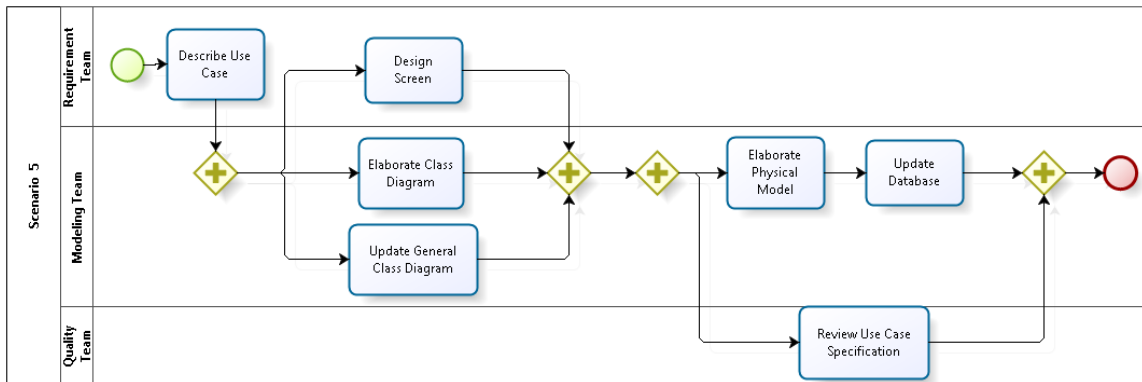 Scenario 5
Requirement
Team
Describe Use
Case
Design
Screen
Modeling Team
Elaborate Class
Diagram
Update General
Class Diagram
Elaborate
Physical
Model
Update
Database
Quality
Team
Review Use Case
Specification